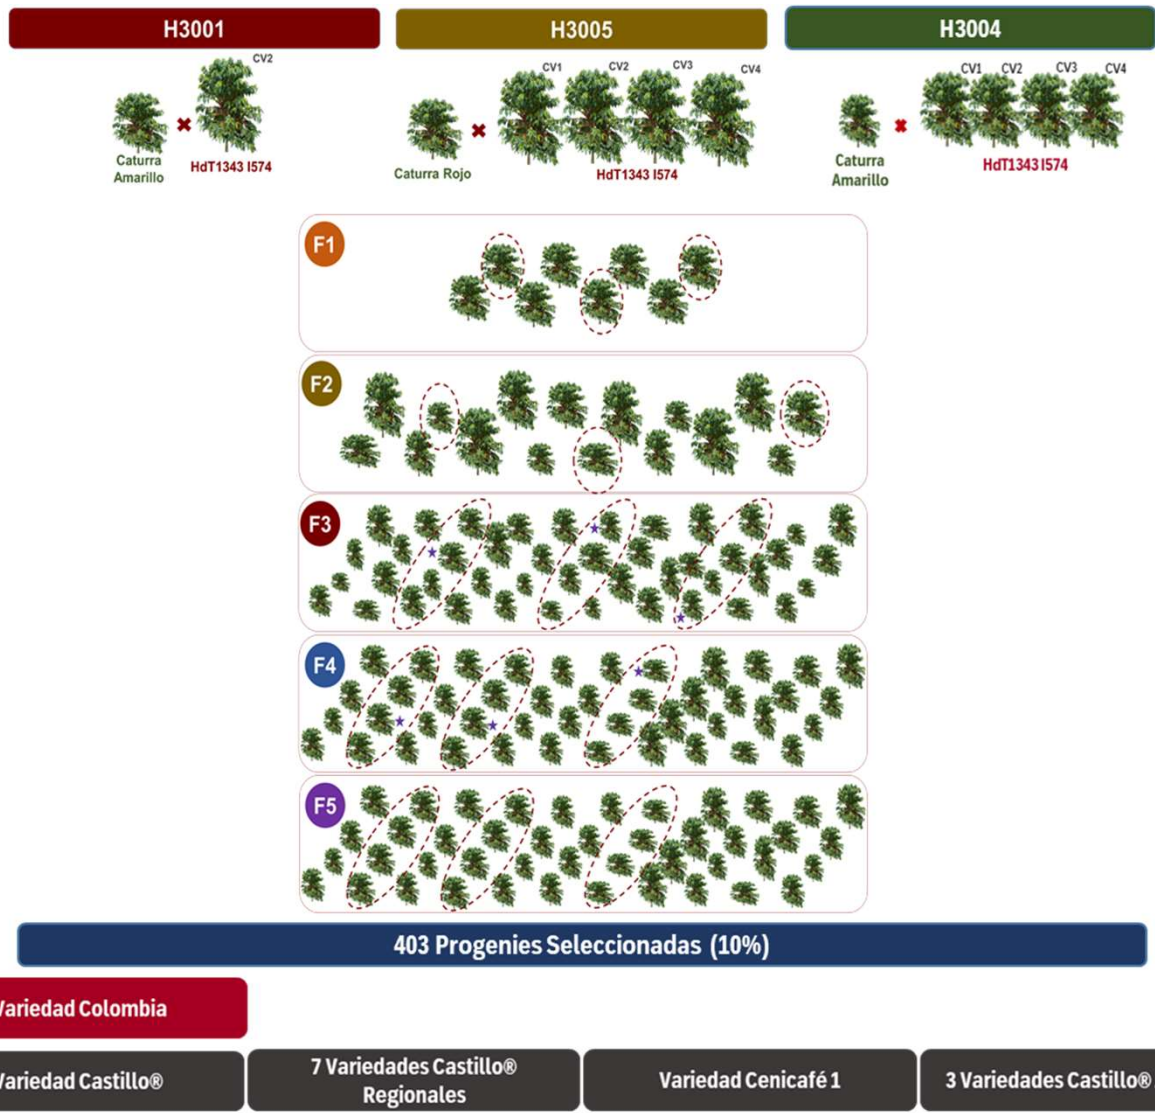 H3001
H3005
H3004
CV2
CV1
CV2
CV3
CV4
CV1
CV2
CV3
CV4
Caturra
Amarillo
HdT1343 I574
Caturra Rojo
HdT1343 I574
Caturra
Amarillo
HdT1343 I574
F1
F2
F3
F4
F5
403 Progenies Seleccionadas (10%)
Variedad Colombia
Variedad Castillo®
7 Variedades Castillo®
Regionales
Variedad Cenicafé 1
3 Variedades Castillo®